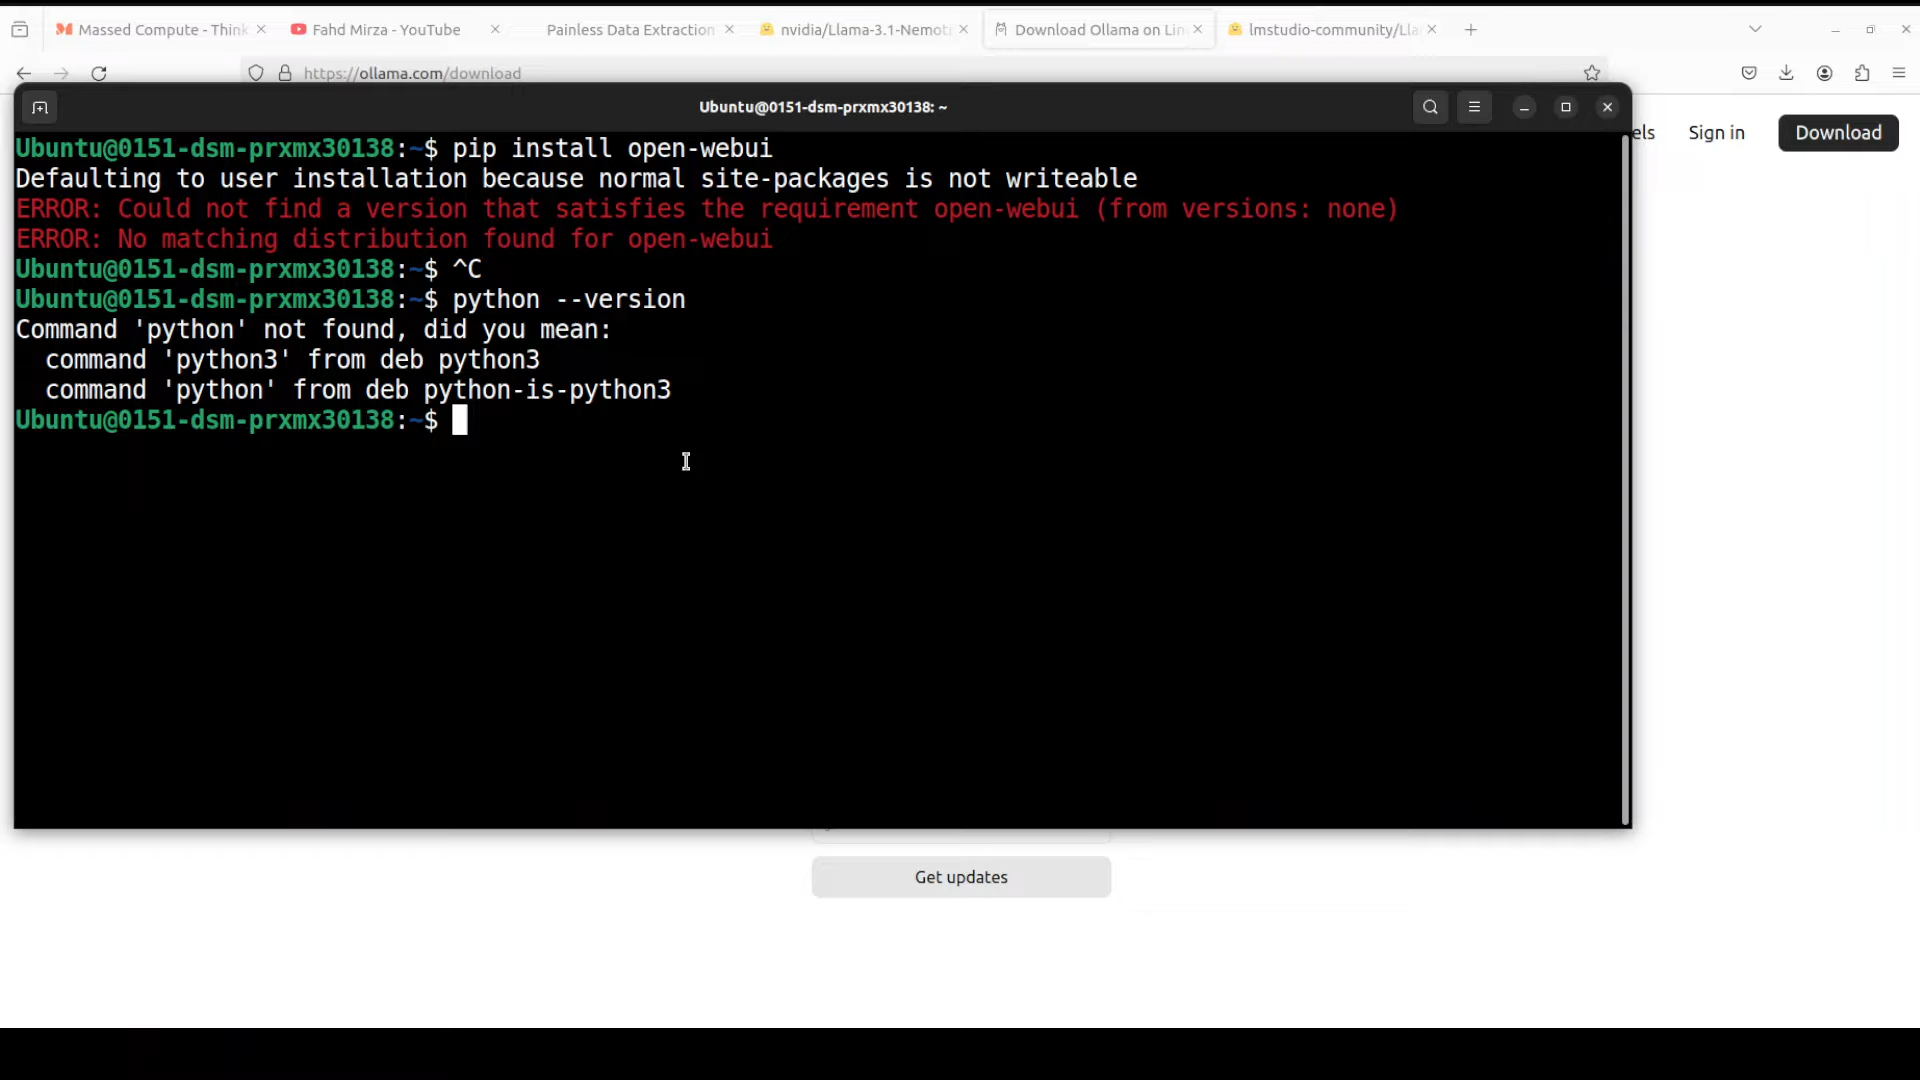 Massed Compute - Think
Fahd Mirza - YouTube
Painless Data Extraction
nvidia/Llama-3.1-Nemot
Download Ollama on Lin
lmstudio-community/Lla
https://ollama.com/download
Ubuntu@0151-dsm-prxmx30138: ~
els
Sign in
Download
Ubuntu@0151-dsm-prxmx30138:~$ pip install open-webui
Defaulting to user installation because normal site-packages is not writeable
ERROR: Could not find a version that satisfies the requirement open-webui (from versions: none)
ERROR: No matching distribution found for open-webui
Ubuntu@0151-dsm-prxmx30138:~$ ^C
Ubuntu@0151-dsm-prxmx30138:~$ python --version
Command 'python' not found, did you mean:
  command 'python3' from deb python3
  command 'python' from deb python-is-python3
Ubuntu@0151-dsm-prxmx30138:~$
Get updates